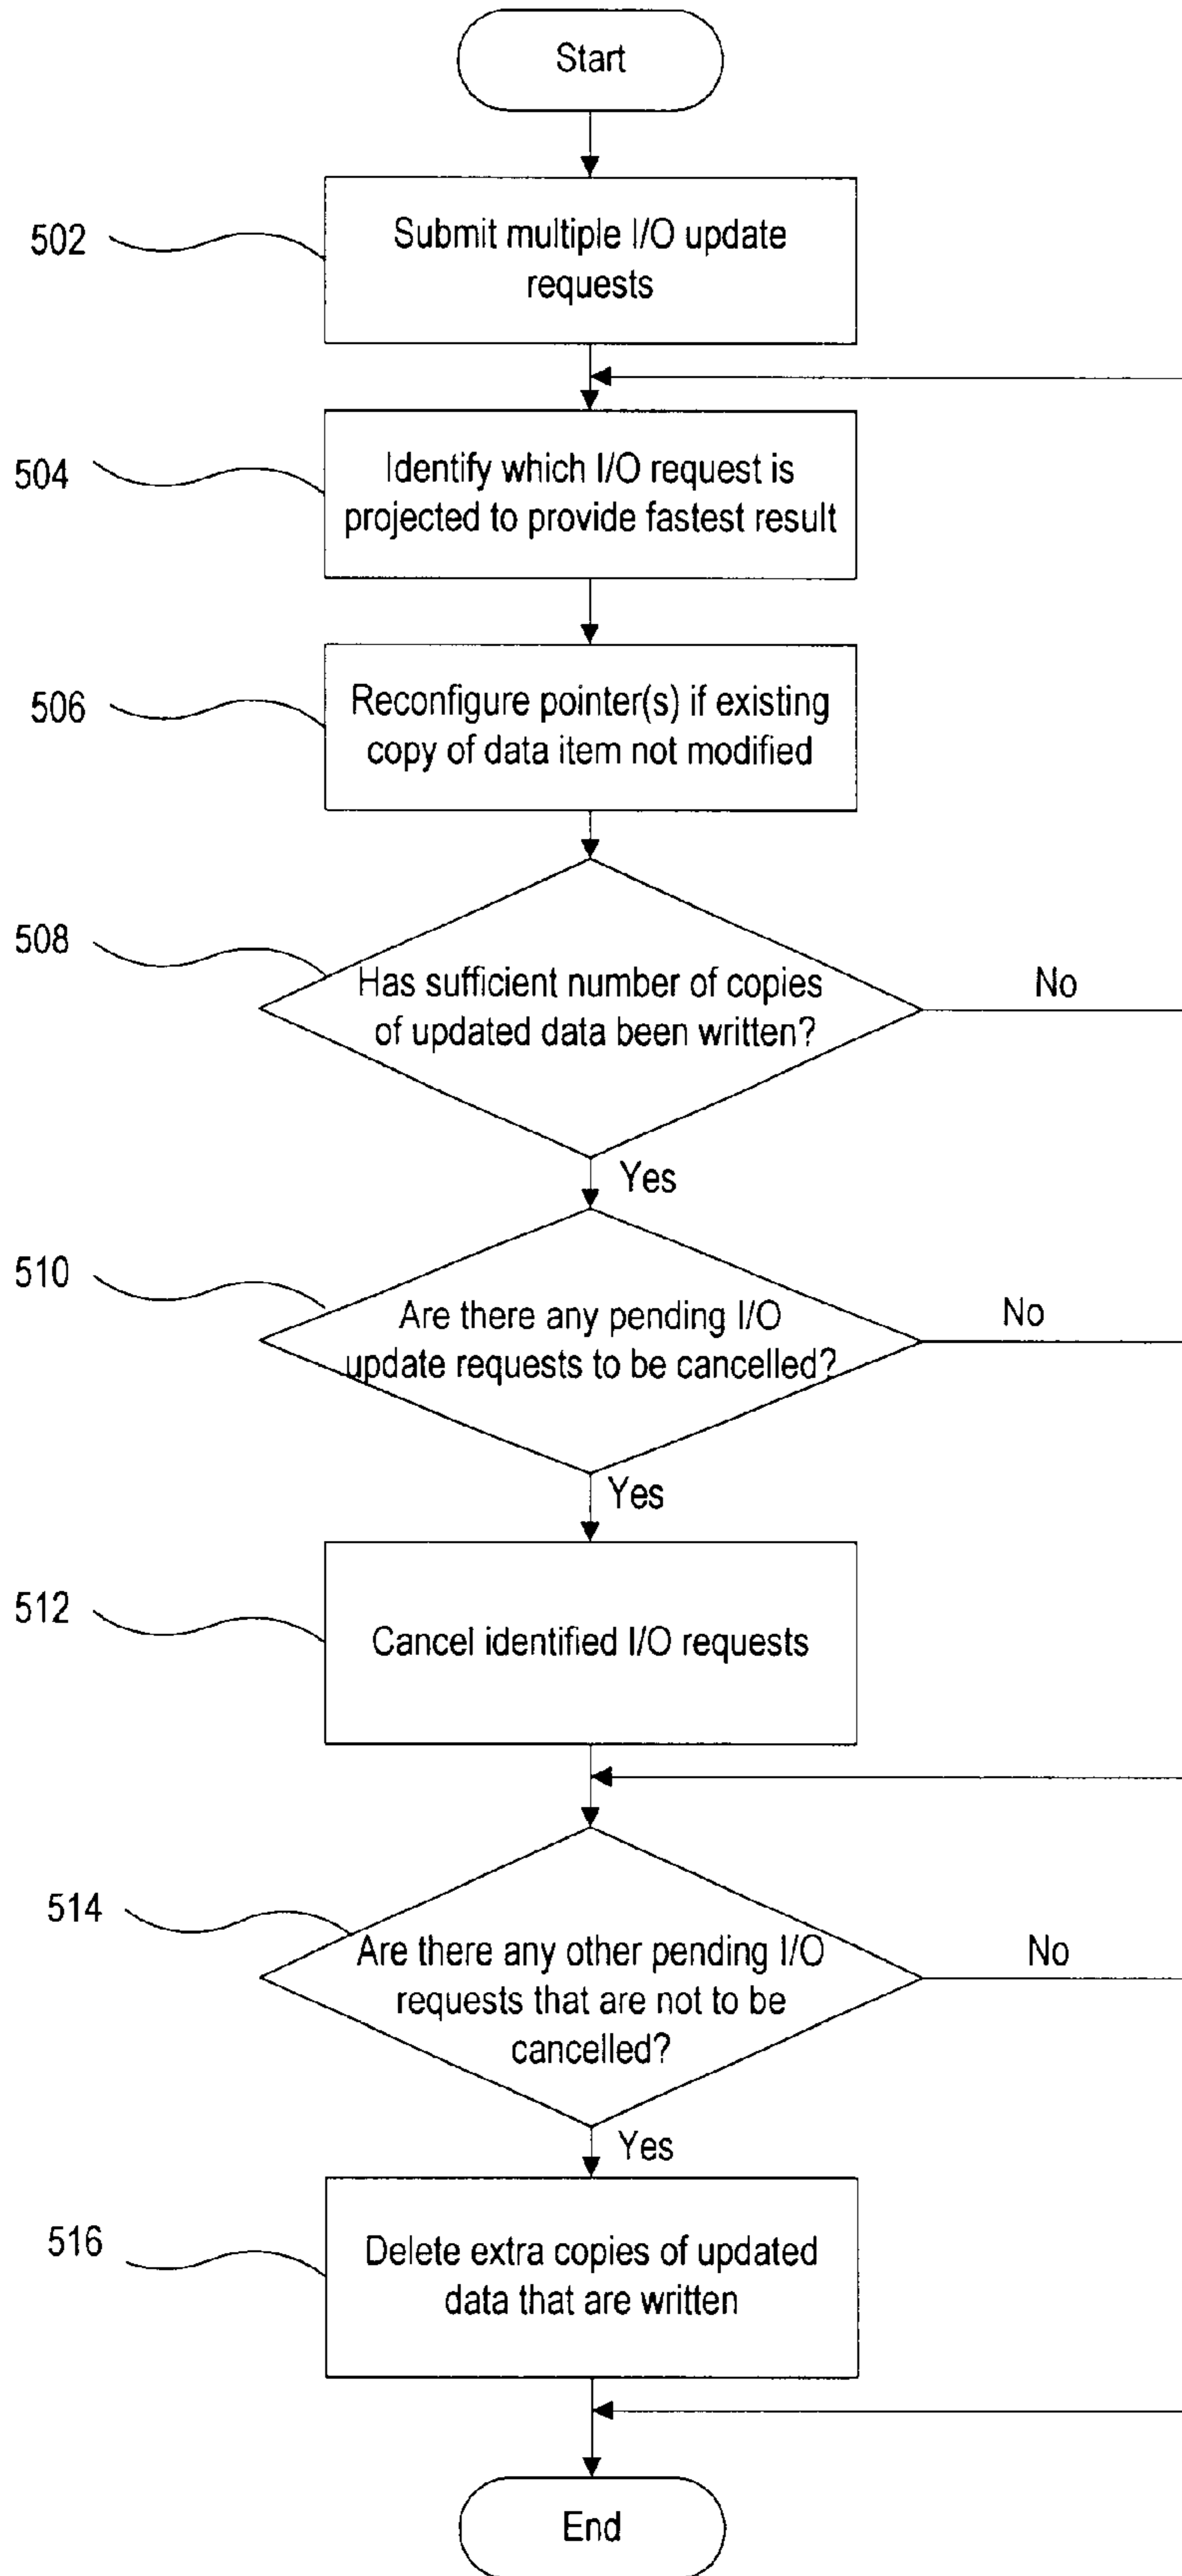 Start
502
Submit multiple I/O update
requests
504
Identify which I/O request is
projected to provide fastest result
506
Reconfigure pointer(s) if existing
copy of data item not modified
508
Has sufficient number of copies
of updated data been written?
No
Yes
510
Are there any pending I/O
update requests to be cancelled?
No
Yes
512
Cancel identified I/O requests
514
Are there any other pending I/O
requests that are not to be
cancelled?
No
Yes
516
Delete extra copies of updated
data that are written
End